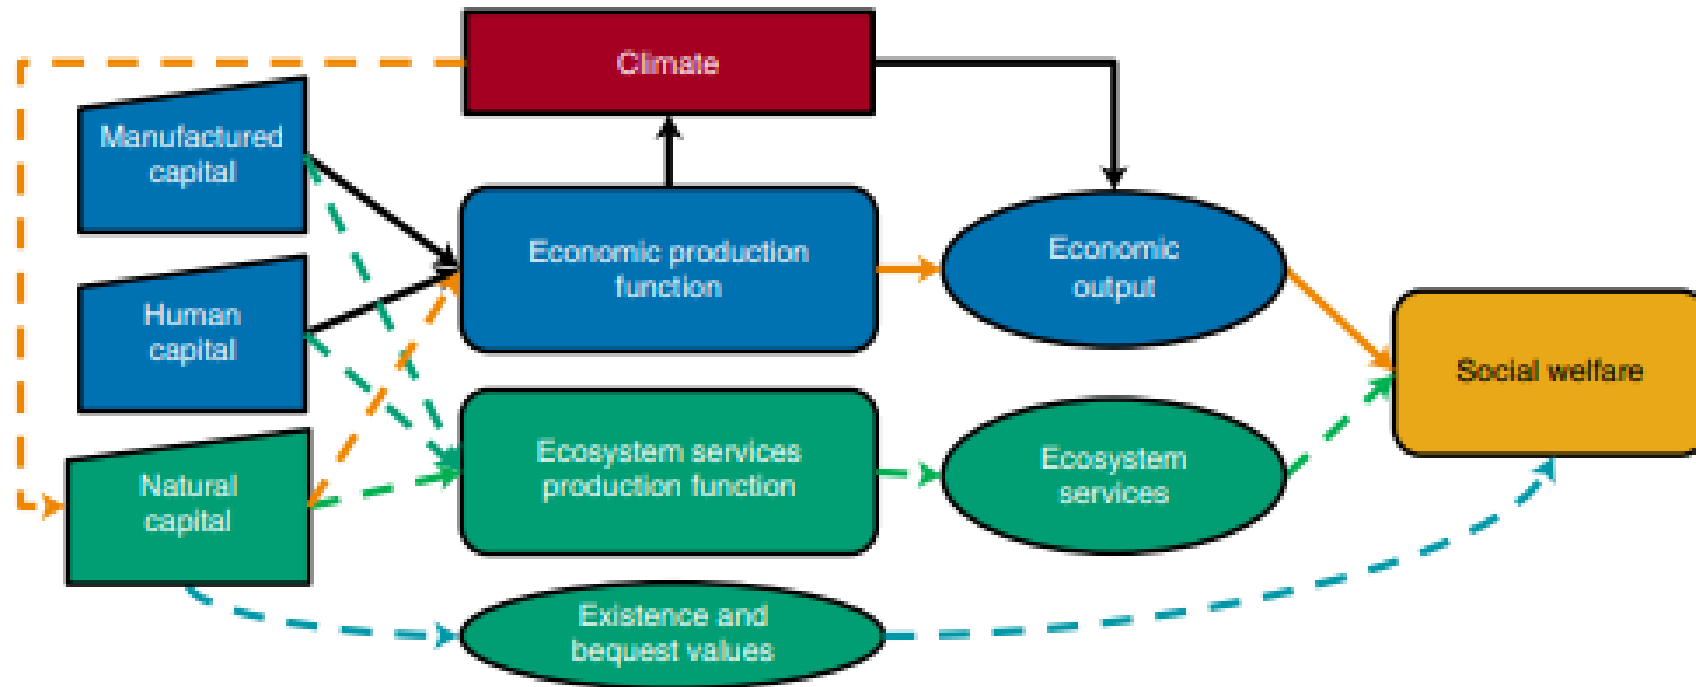 Climate
Manufactured
capital
Economic production
function
Economic
output
Human
capital
Social welfare
Natural
capital
Ecosystem services
production function
Ecosystem
services
Existence and
bequest values